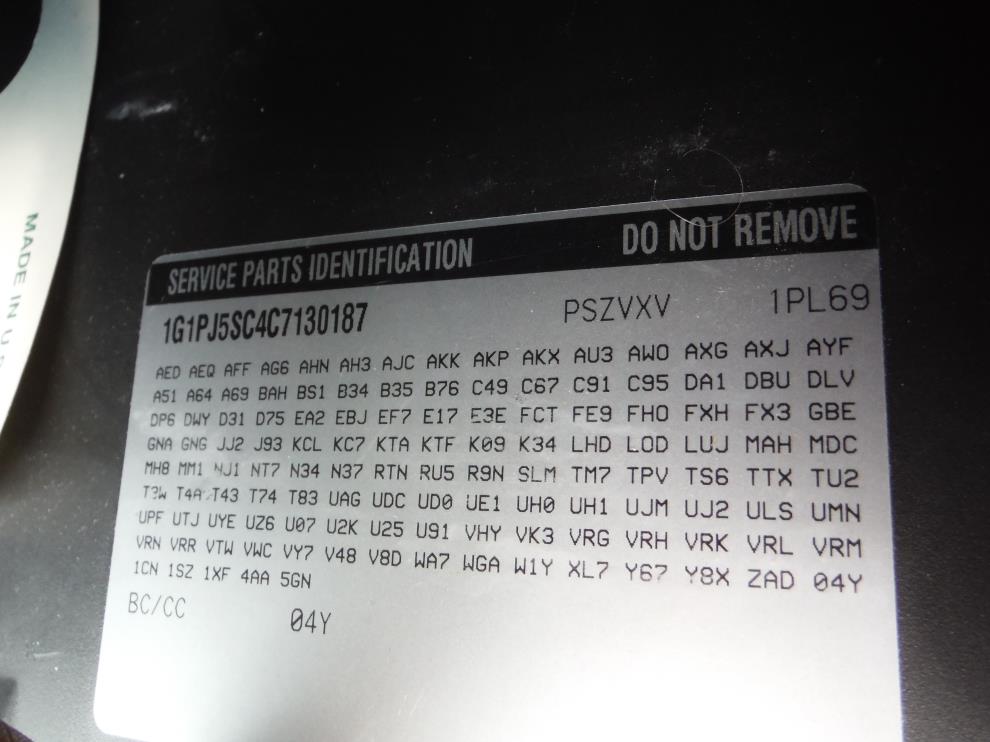 MADE IN U.S
SERVICE PARTS IDENTIFICATION DO NOT REMOVE
1G1PJ5SC4C7130187 PSZVXV 1PL69
AED AEQ AFF AG6 AHN AH3 AJC AKK AKP AKX AU3 AW0 AXG AXJ AYF
A51 A64 A69 BAH BS1 B34 B35 B76 C49 C67 C91 C95 DA1 DBU DLV
DP6 DWY D31 D75 EA2 EBJ EF7 E17 E3E FCT FE9 FH0 FXH FX3 GBE
GNA GNG JJ2 J93 KCL KC7 KTA KTF K09 K34 LHD LOD LUJ MAH MDC
MH8 MM1 NJ1 NT7 N34 N37 RTN RU5 R9N SLM TM7 TPV TS6 TTX TU2
T4A T43 T74 T83 UAG UDC UD0 UE1 UH0 UH1 UJM UJ2 ULS UMN
UPF UTJ UYE UZ6 U07 U2K U25 U91 VHY VK3 VRG VRH VRK VRL VRM
VRN VRR VTW VWC VY7 V48 V8D WA7 WGA W1Y XL7 Y67 Y8X ZAD 04Y
1CN 1SZ 1XF 4AA 5GN
BC/CC 04Y